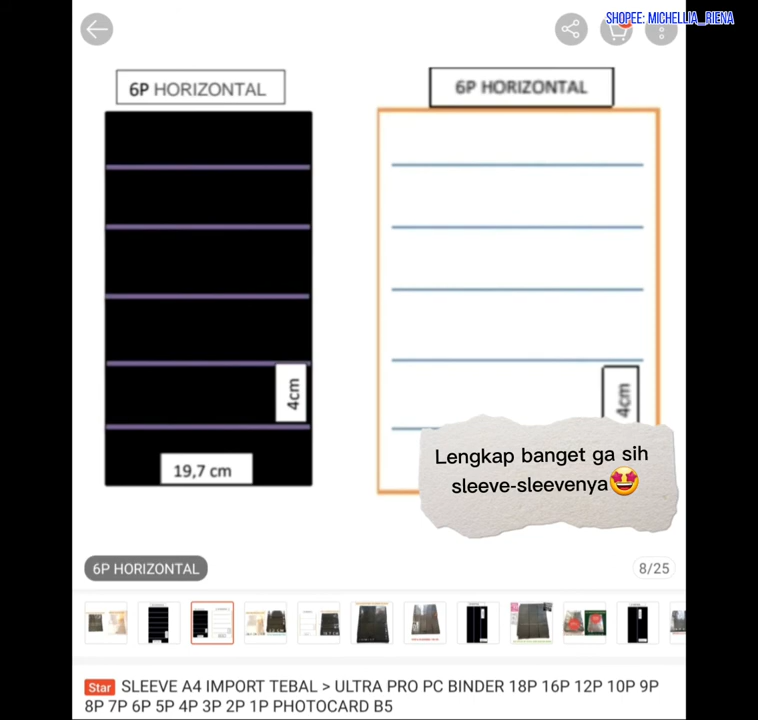 SHOPEE: MICHELLIA_RIENA
6P HORIZONTAL
6P HORIZONTAL
4cm
4cm
19,7 cm
Lengkap banget ga sih
sleeve-sleevenya🤩
6P HORIZONTAL
8/25
Star SLEEVE A4 IMPORT TEBAL > ULTRA PRO PC BINDER 18P 16P 12P 10P 9P
8P 7P 6P 5P 4P 3P 2P 1P PHOTOCARD B5